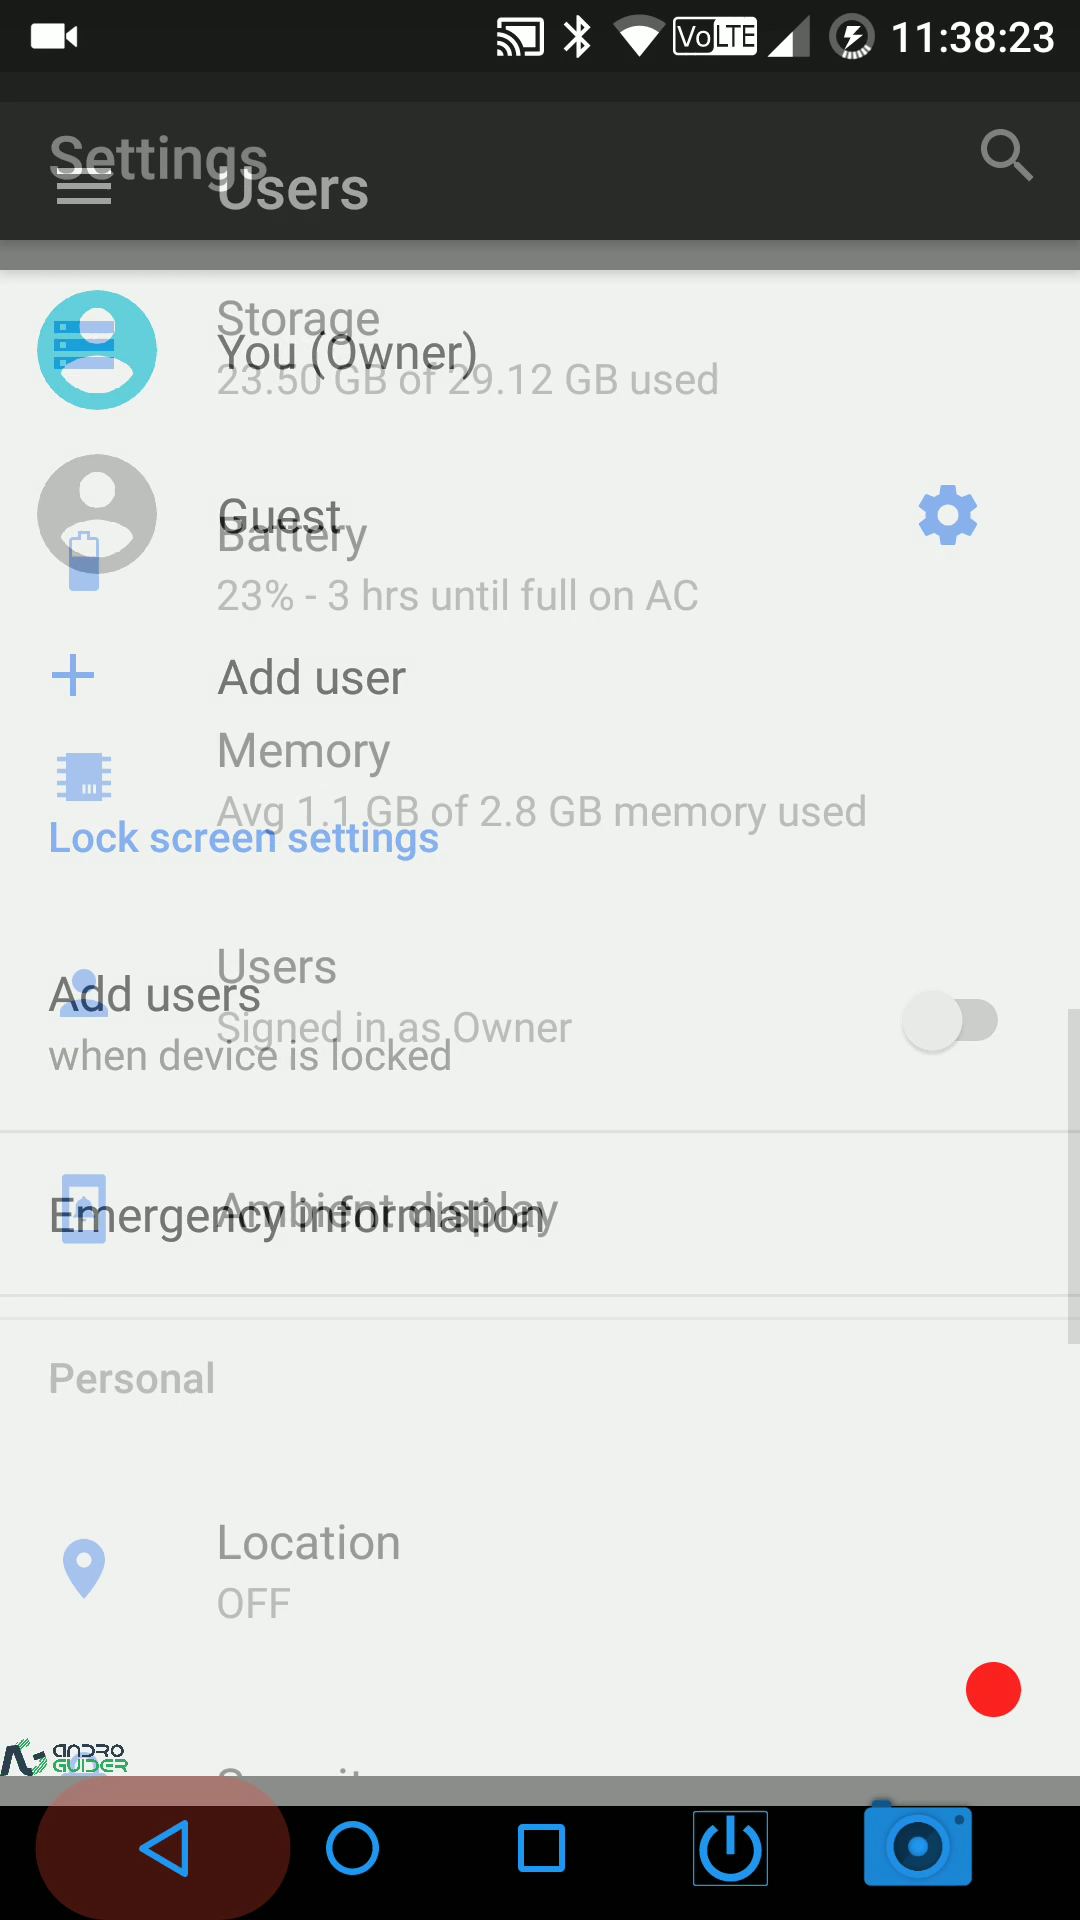 VoLTE
11:38:23
Settings
Users
Storage
You (Owner)
23.50 GB of 29.12 GB used
Guest
Battery
23% - 3 hrs until full on AC
Add user
Memory
Avg 1.1 GB of 2.8 GB memory used
Lock screen settings
Users
Add users
Signed in as Owner
when device is locked
Ambient display
Emergency information
Personal
Location
OFF
ANDRO
GUIDER